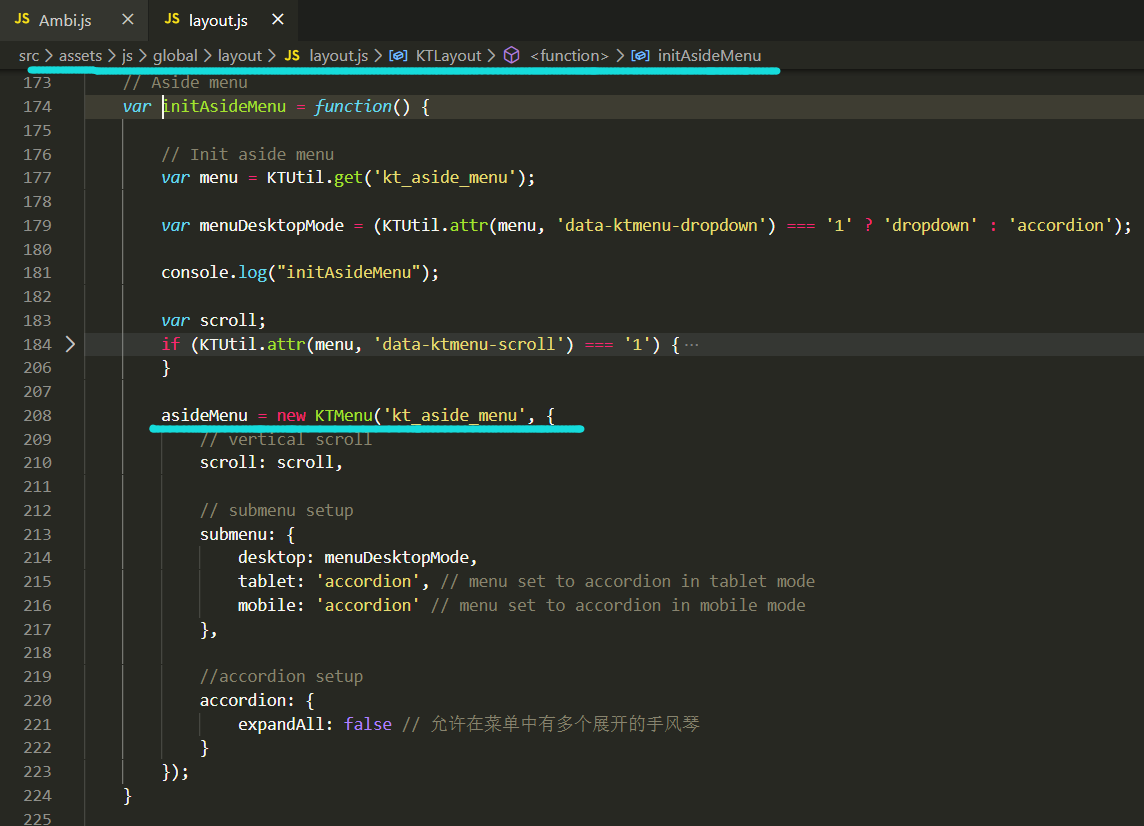 JS Ambi.js × JS layout.js ×
src > assets > js > global > layout > JS layout.js > KTLayout > <function> > initAsideMenu
173 // Aside menu
174 var initAsideMenu = function() {
175
176 // Init aside menu
177 var menu = KTUtil.get('kt_aside_menu');
178
179 var menuDesktopMode = (KTUtil.attr(menu, 'data-ktmenu-dropdown') === '1' ? 'dropdown' : 'accordion');
180
181 console.log("initAsideMenu");
182
183 var scroll;
184 if (KTUtil.attr(menu, 'data-ktmenu-scroll') === '1') { ···
206 }
207
208 asideMenu = new KTMenu('kt_aside_menu', {
209 // vertical scroll
210 scroll: scroll,
211
212 // submenu setup
213 submenu: {
214 desktop: menuDesktopMode,
215 tablet: 'accordion', // menu set to accordion in tablet mode
216 mobile: 'accordion' // menu set to accordion in mobile mode
217 },
218
219 //accordion setup
220 accordion: {
221 expandAll: false // 允许在菜单中有多个展开的手风琴
222 }
223 });
224 }
225